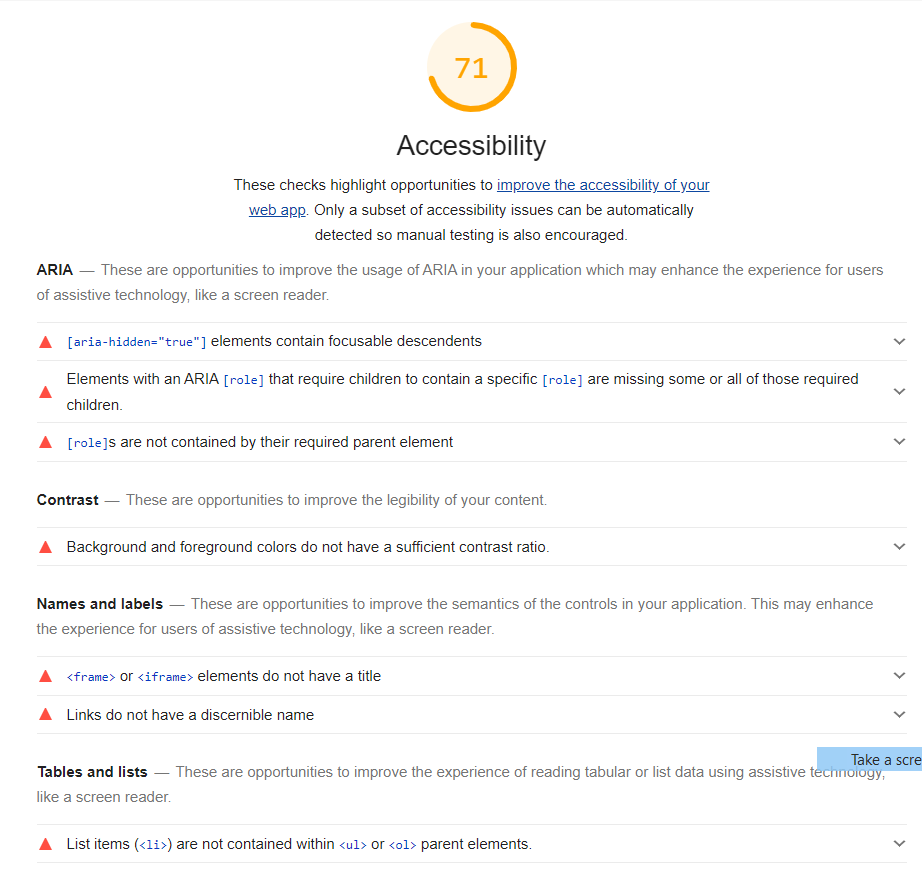 71
Accessibility
These checks highlight opportunities to improve the accessibility of your
web app. Only a subset of accessibility issues can be automatically
detected so manual testing is also encouraged.
ARIA — These are opportunities to improve the usage of ARIA in your application which may enhance the experience for users
of assistive technology, like a screen reader.
[aria-hidden="true"] elements contain focusable descendents
Elements with an ARIA [role] that require children to contain a specific [role] are missing some or all of those required
children.
[role]s are not contained by their required parent element
Contrast — These are opportunities to improve the legibility of your content.
Background and foreground colors do not have a sufficient contrast ratio.
Names and labels — These are opportunities to improve the semantics of the controls in your application. This may enhance
the experience for users of assistive technology, like a screen reader.
<frame> or <iframe> elements do not have a title
Links do not have a discernible name
Take a scre
Tables and lists — These are opportunities to improve the experience of reading tabular or list data using assistive technology,
like a screen reader.
List items (<li>) are not contained within <ul> or <ol> parent elements.